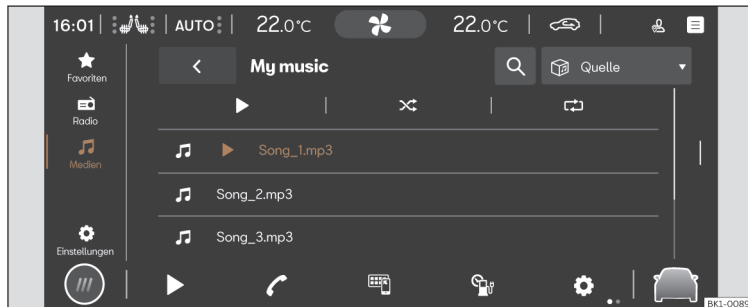 16:01 AUTO 22.0°C 22.0°C
Favoriten
My music
Quelle
Radio
Medien
Song_1.mp3
Song_2.mp3
Song_3.mp3
Einstellungen
BK1-0089